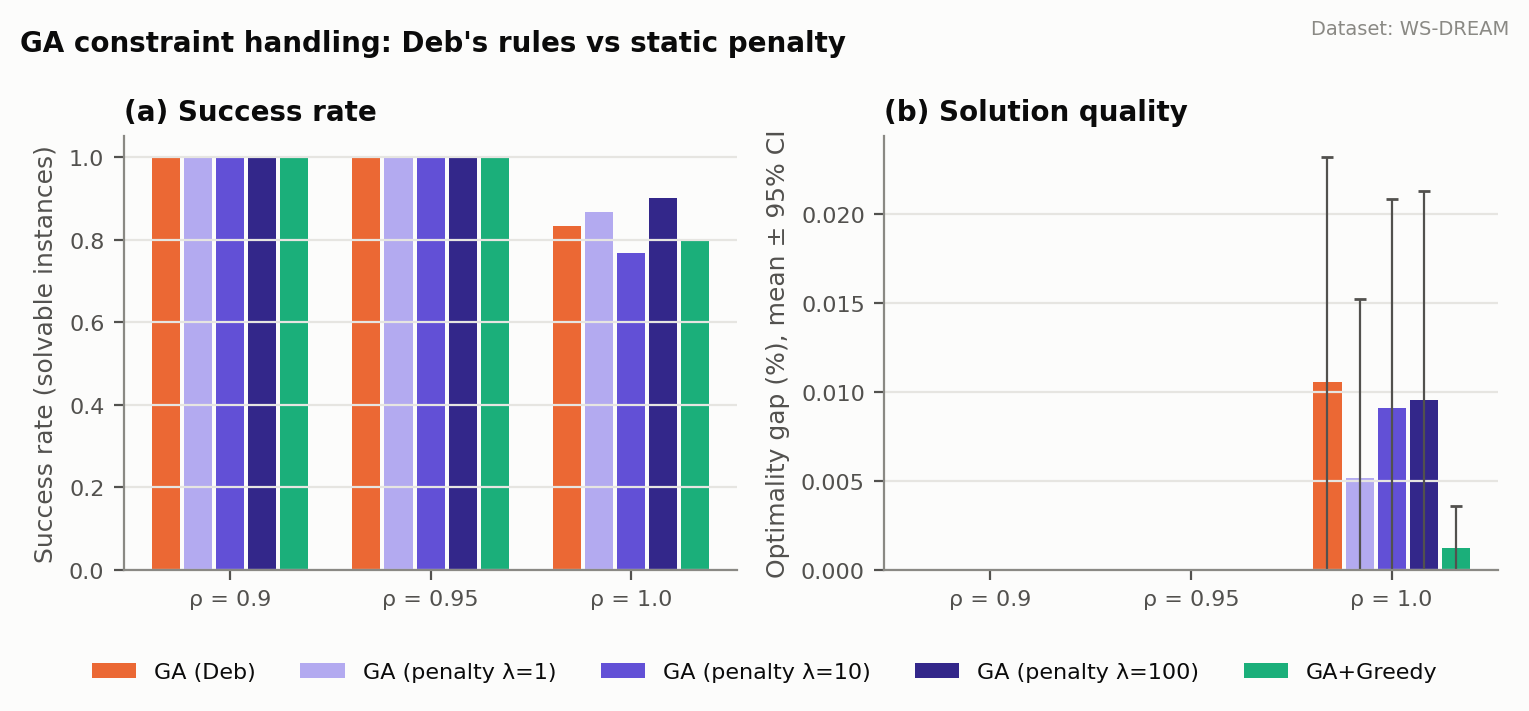 GA constraint handling: Deb's rules vs static penalty
Dataset: WS-DREAM
(a) Success rate
Success rate (solvable instances)
1.0
0.8
0.6
0.4
0.2
0.0
ρ = 0.9
ρ = 0.95
ρ = 1.0
(b) Solution quality
Optimality gap (%), mean ± 95% CI
0.020
0.015
0.010
0.005
0.000
ρ = 0.9
ρ = 0.95
ρ = 1.0
GA (Deb)
GA (penalty λ=1)
GA (penalty λ=10)
GA (penalty λ=100)
GA+Greedy